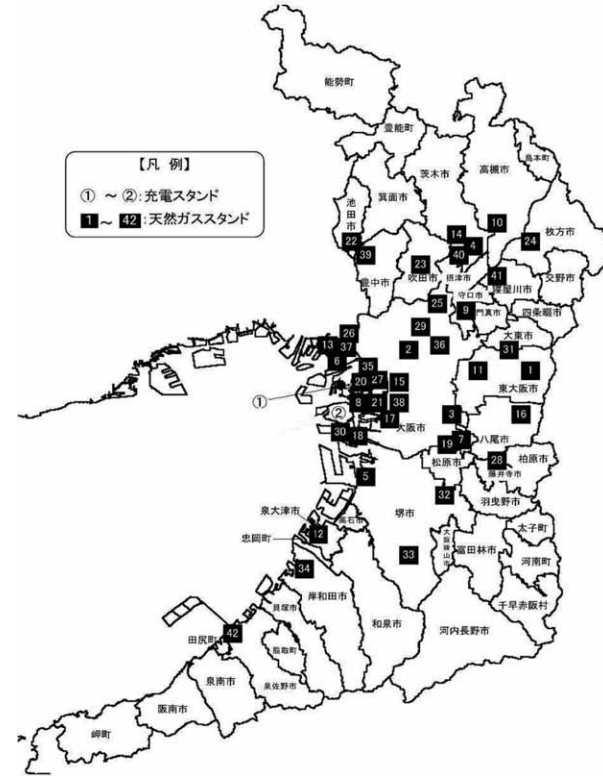 能勢町
豊能町
【凡 例】
① ～ ②:充電スタンド
1 ～ 42:天然ガススタンド
茨木市
高槻市
島本町
箕面市
池田市
10
枚方市
14
4
24
22
39
40
23
摂津市
豊中市
吹田市
41
交野市
寝屋川市
守口市
25
9
門真市
四条畷市
26
29
大東市
13
37
36
2
31
6
35
11
1
20
27
15
東大阪市
①
8
21
38
②
17
大阪市
3
16
30
18
19
7
八尾市
松原市
28
柏原市
藤井寺市
5
32
羽曳野市
泉大津市
高石市
堺市
大阪狭山市
太子町
忠岡町
12
富田林市
33
河南町
34
岸和田市
千早赤阪村
貝塚市
和泉市
河内長野市
42
田尻町
熊取町
泉南市
泉佐野市
阪南市
岬町